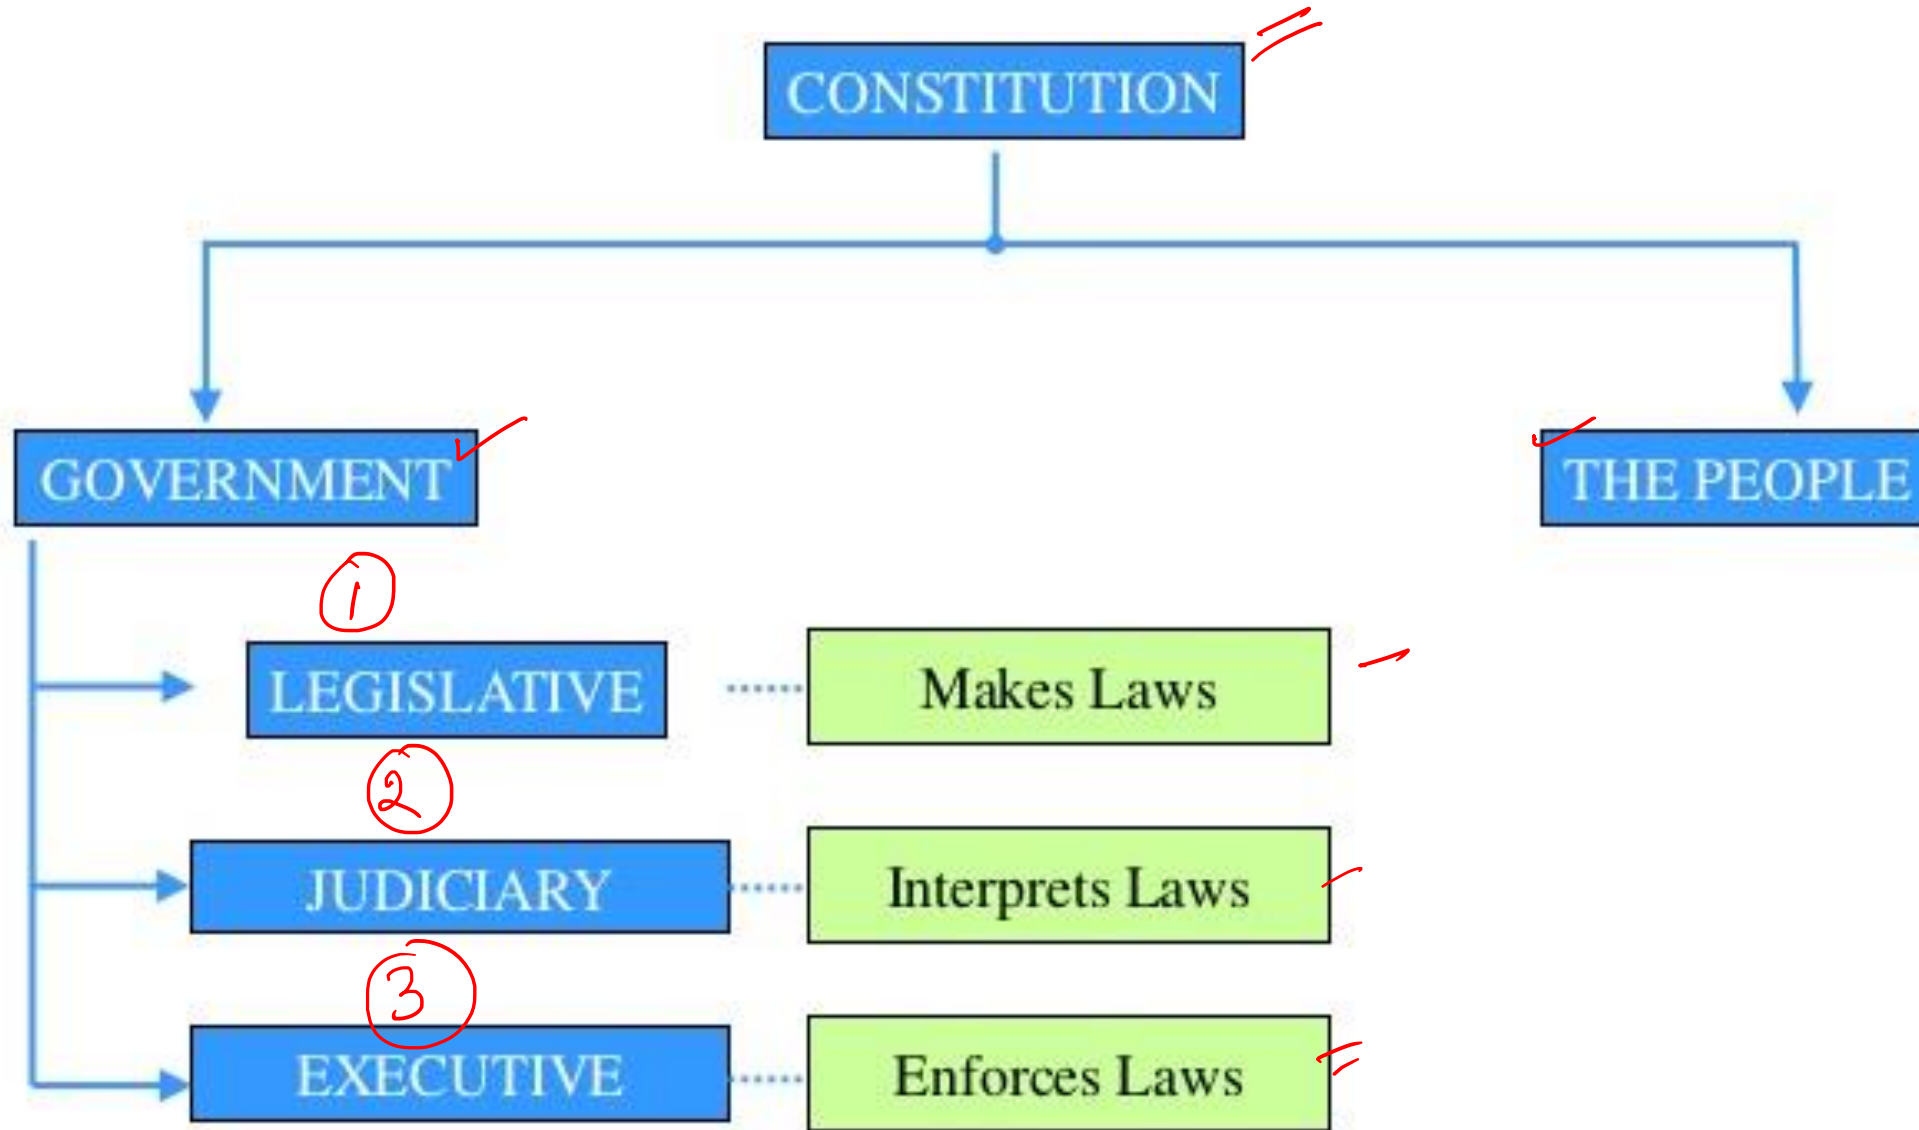 CONSTITUTION
GOVERNMENT
THE PEOPLE
1
LEGISLATIVE
Makes Laws
2
JUDICIARY
Interprets Laws
3
EXECUTIVE
Enforces Laws